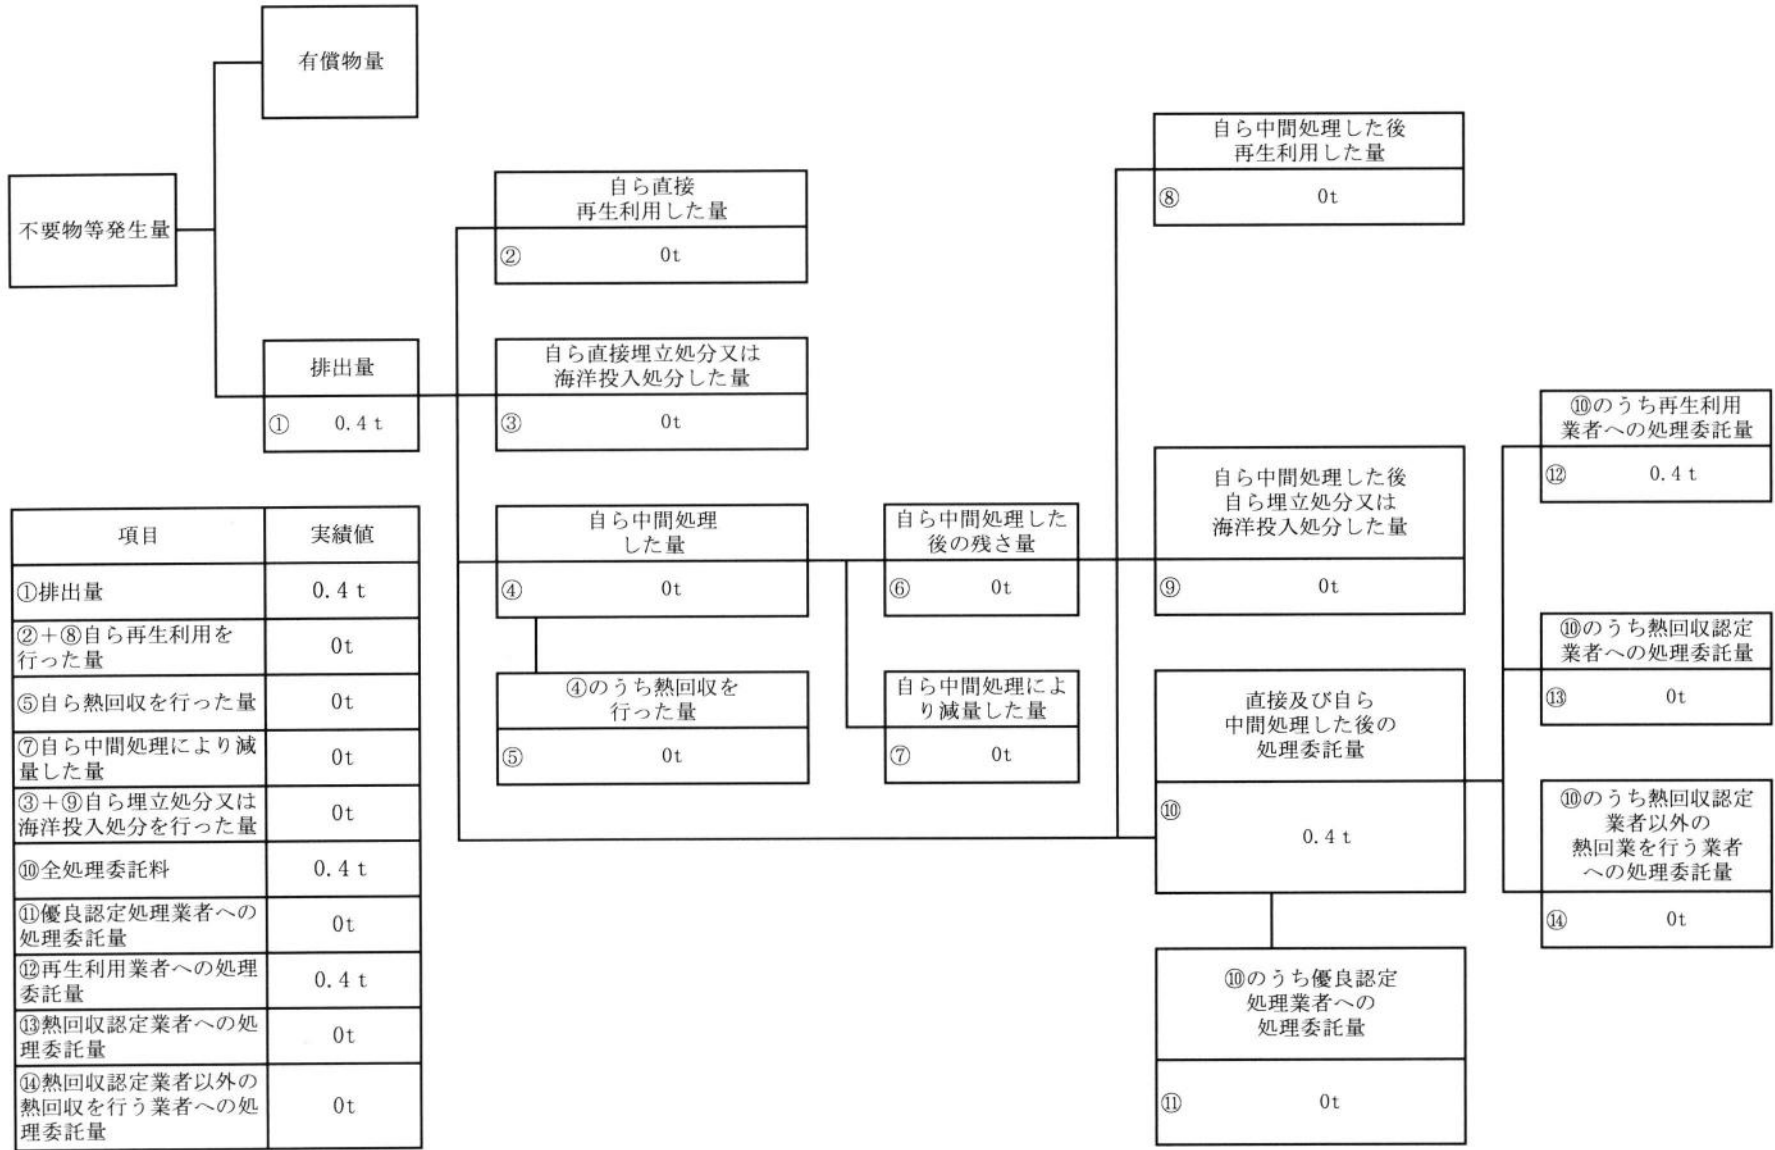 有償物量
不要物等発生量
排出量
① 0.4 t
自ら直接
再生利用した量
② 0t
自ら直接埋立処分又は
海洋投入処分した量
③ 0t
自ら中間処理
した量
④ 0t
④のうち熱回収を
行った量
⑤ 0t
自ら中間処理した
後の残さ量
⑥ 0t
自ら中間処理によ
り減量した量
⑦ 0t
自ら中間処理した後
再生利用した量
⑧ 0t
自ら中間処理した後
自ら埋立処分又は
海洋投入処分した量
⑨ 0t
直接及び自ら
中間処理した後の
処理委託量
⑩
0.4 t
⑩のうち優良認定
処理業者への
処理委託量
⑪ 0t
⑩のうち再生利用
業者への処理委託量
⑫ 0.4 t
⑩のうち熱回収認定
業者への処理委託量
⑬ 0t
⑩のうち熱回収認定
業者以外の
熱回業を行う業者
への処理委託量
⑭ 0t
項目 実績値
①排出量 0.4 t
②+⑧自ら再生利用を
行った量 0t
⑤自ら熱回収を行った量 0t
⑦自ら中間処理により減
量した量 0t
③+⑨自ら埋立処分又は
海洋投入処分を行った量 0t
⑩全処理委託料 0.4 t
⑪優良認定処理業者への
処理委託量 0t
⑫再生利用業者への処理
委託量 0.4 t
⑬熱回収認定業者への処
理委託量 0t
⑭熱回収認定業者以外の
熱回収を行う業者への処
理委託量 0t